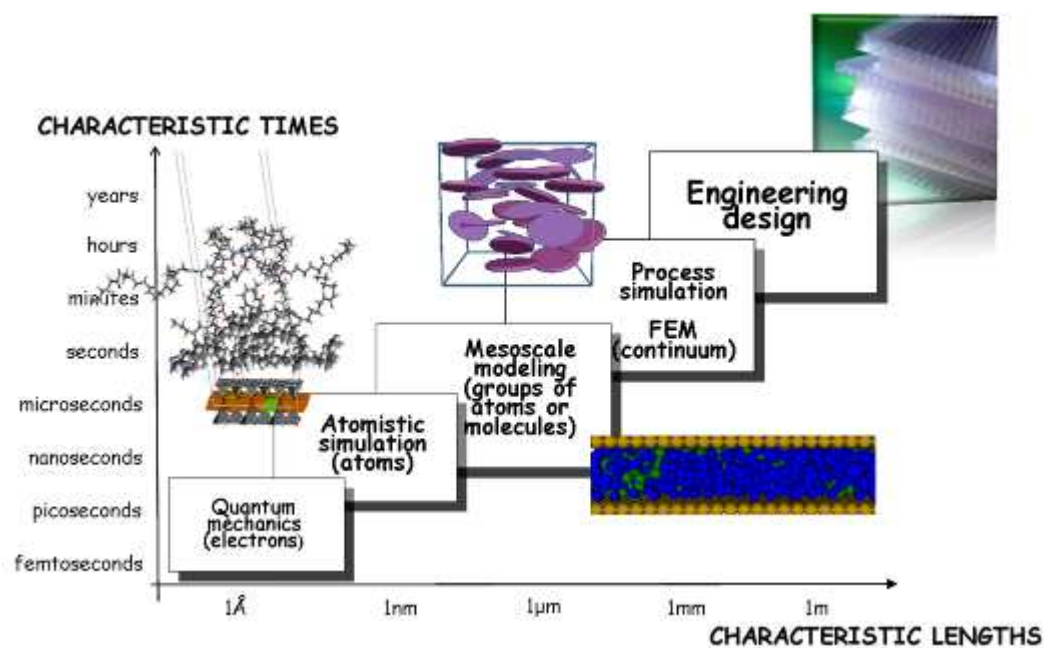 CHARACTERISTIC TIMES
years
hours
minutes
seconds
microseconds
nanoseconds
picoseconds
femtoseconds
Engineering
design
Process
simulation
FEM
(continuum)
Mesoscale
modeling
(groups of
atoms or
molecules)
Atomistic
simulation
(atoms)
Quantum
mechanics
(electrons)
1Å
1nm
1μm
1mm
1m
CHARACTERISTIC LENGTHS